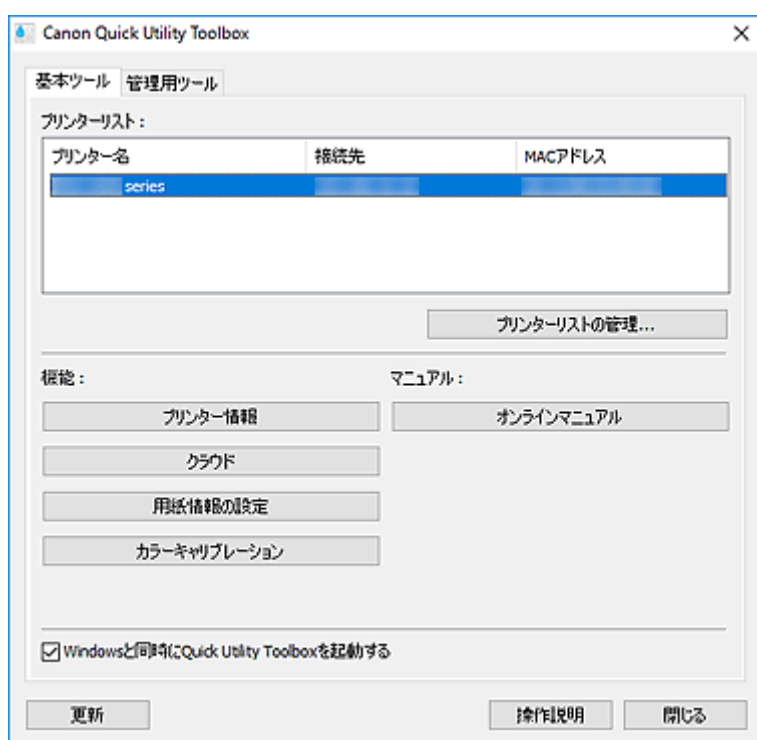 Canon Quick Utility Toolbox
基本ツール 管理用ツール
プリンターリスト：
プリンター名 接続先 MACアドレス
series
プリンターリストの管理...
機能： マニュアル：
プリンター情報 オンラインマニュアル
クラウド
用紙情報の設定
カラーキャリブレーション
Windowsと同時にQuick Utility Toolboxを起動する
更新 操作説明 閉じる